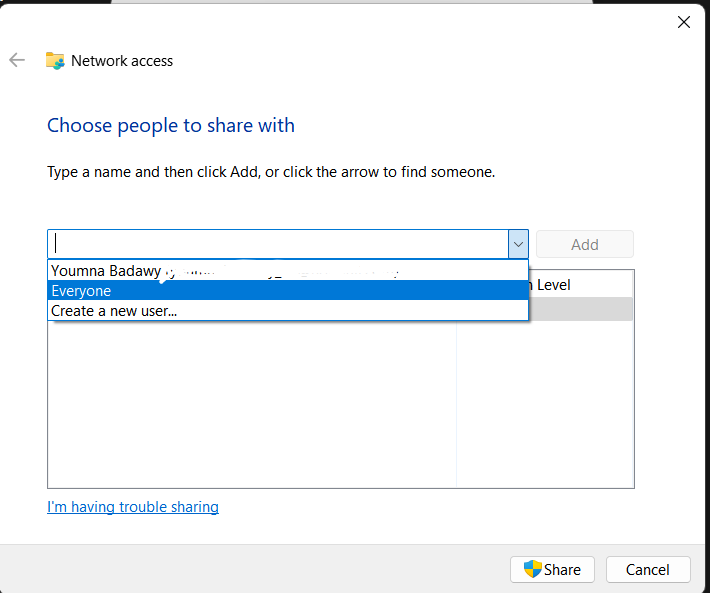 Network access
Choose people to share with
Type a name and then click Add, or click the arrow to find someone.
Add
Youmna Badawy
Level
Everyone
Create a new user...
I'm having trouble sharing
Share
Cancel